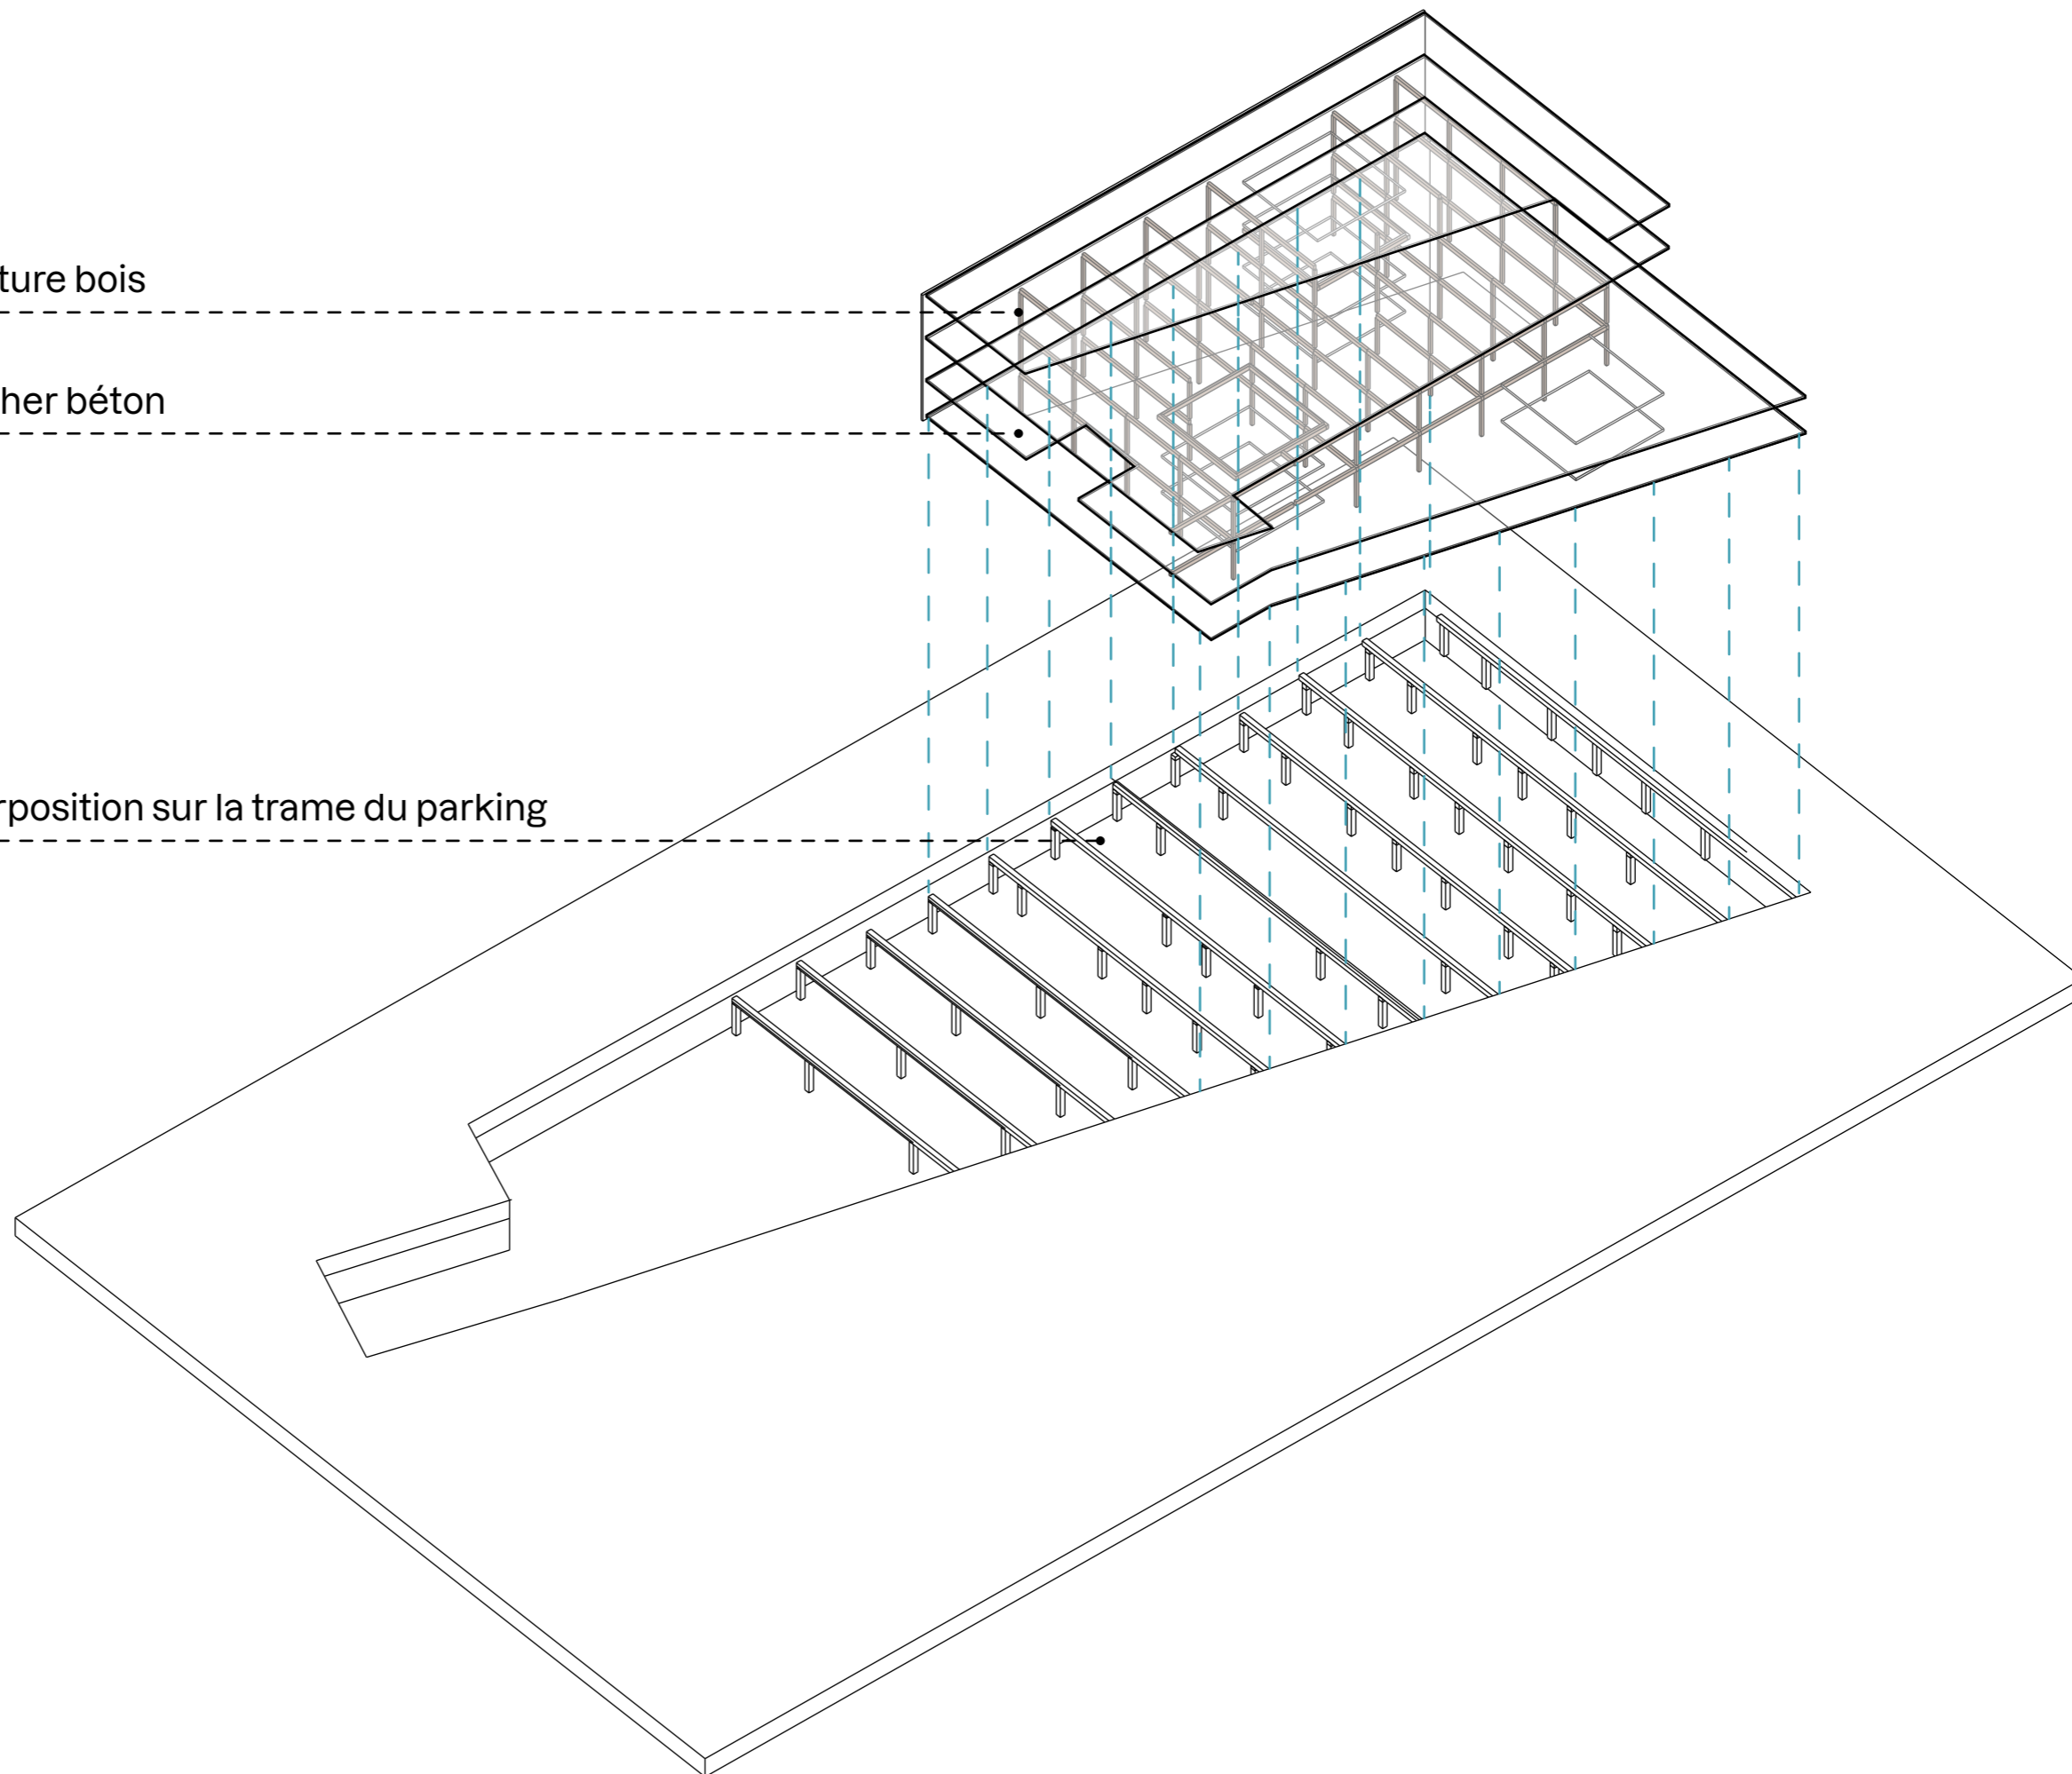 ture bois
her béton
rposition sur la trame du parking